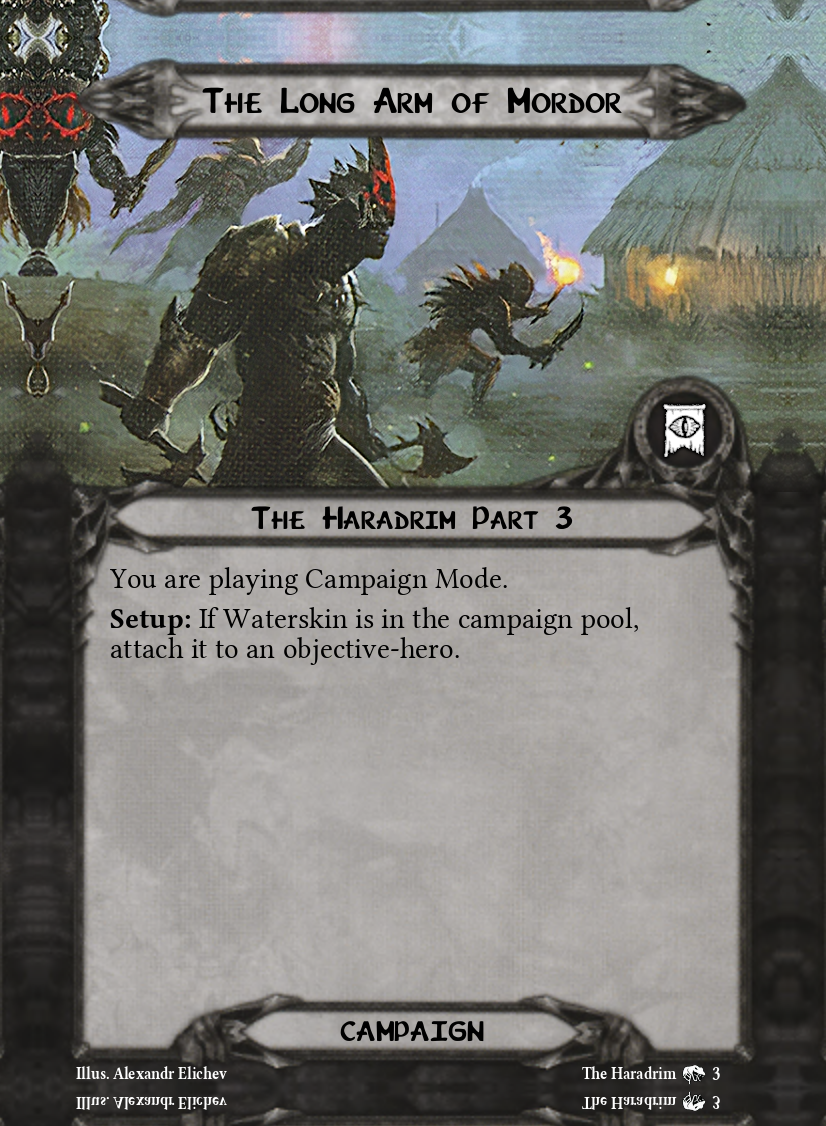 The Long Arm of Mordor
The Haradrim Part 3
You are playing Campaign Mode.
Setup: If Waterskin is in the campaign pool,
attach it to an objective-hero.
CAMPAIGN
Illus. Alexandr Elichev
The Haradrim 3
Illus. Alexandr Elichev
The Haradrim 3